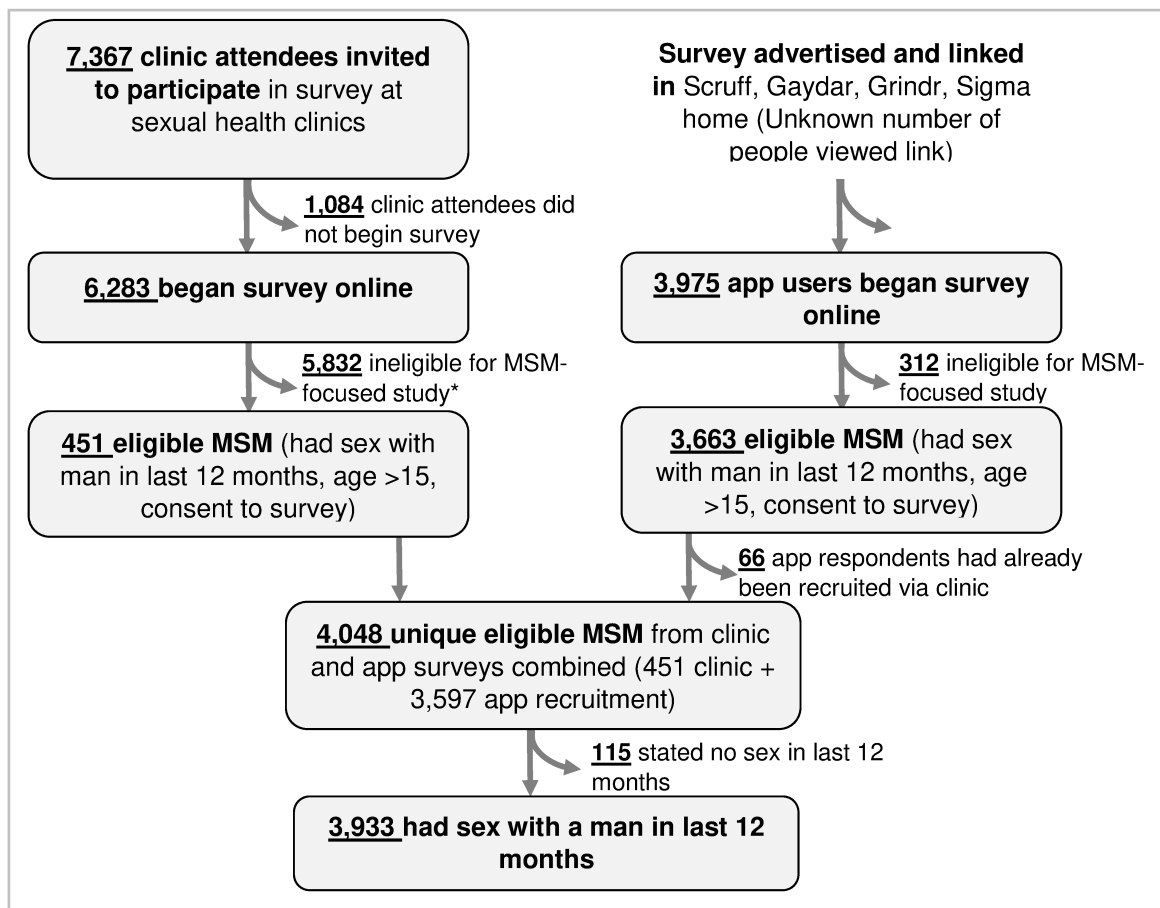 7,367 clinic attendees invited
to participate in survey at
sexual health clinics
Survey advertised and linked
in Scruff, Gaydar, Grindr, Sigma
home (Unknown number of
people viewed link)
1,084 clinic attendees did
not begin survey
6,283 began survey online
3,975 app users began survey
online
5,832 ineligible for MSM-
focused study*
312 ineligible for MSM-
focused study
451 eligible MSM (had sex with
man in last 12 months, age >15,
consent to survey)
3,663 eligible MSM (had sex
with man in last 12 months, age
>15, consent to survey)
66 app respondents had already
been recruited via clinic
4,048 unique eligible MSM from clinic
and app surveys combined (451 clinic +
3,597 app recruitment)
115 stated no sex in last 12
months
3,933 had sex with a man in last 12
months